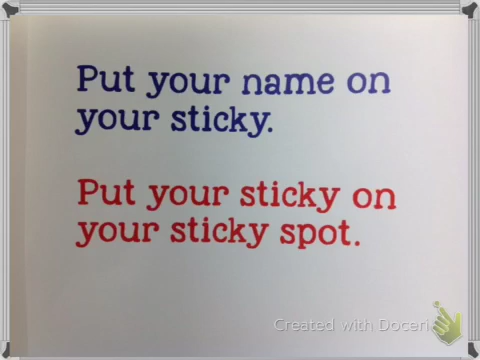 Put your name on
your sticky.
Put your sticky on
your sticky spot.
Created with Doceri